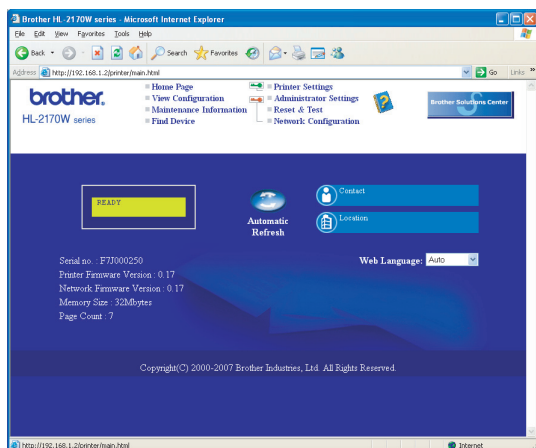 Brother HL-2170W series - Microsoft Internet Explorer
File Edit View Favorites Tools Help
Back Search Favorites
Address http://192.168.1.2/printer/main.html Go Links »
brother.
HL-2170W series
Home Page
View Configuration
Maintenance Information
Find Device
Printer Settings
Administrator Settings
Reset & Test
Network Configuration
Brother Solutions Center
READY
Automatic
Refresh
Contact
Location
Serial no. : F7J000250
Printer Firmware Version : 0.17
Network Firmware Version : 0.17
Memory Size : 32Mbytes
Page Count : 7
Web Language: Auto
Copyright(C) 2000-2007 Brother Industries, Ltd. All Rights Reserved.
http://192.168.1.2/printer/main.html Internet